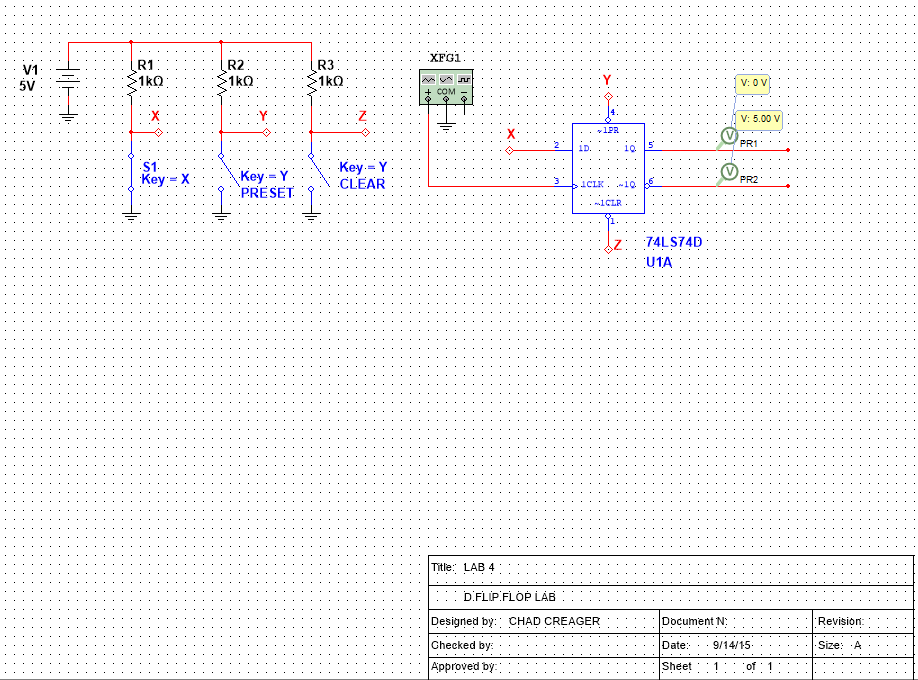 V1
5V
R1
1kΩ
R2
1kΩ
R3
1kΩ
X
Y
Z
S1
Key = X
Key = Y
PRESET
Key = Y
CLEAR
XFG1
+ COM −
Y
4
~1PR
X
2
1D
1Q
5
3
1CLK
~1Q
6
~1CLR
1
Z
74LS74D
U1A
V: 0 V
V: 5.00 V
V
PR1
V
PR2
Title: LAB 4
D.FLIP.FLOP LAB
Designed by: CHAD CREAGER
Document N:
Revision:
Checked by:
Date: 9/14/15
Size: A
Approved by:
Sheet 1 of 1